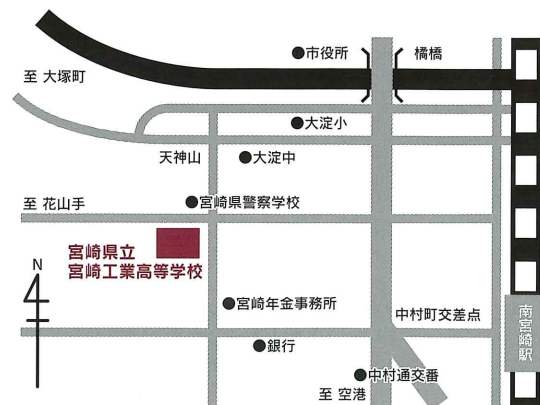 市役所
橘橋
至 大塚町
大淀小
天神山
大淀中
宮崎県警察学校
至 花山手
宮崎県立
宮崎工業高等学校
N
宮崎年金事務所
中村町交差点
南宮崎駅
銀行
中村通交番
至 空港